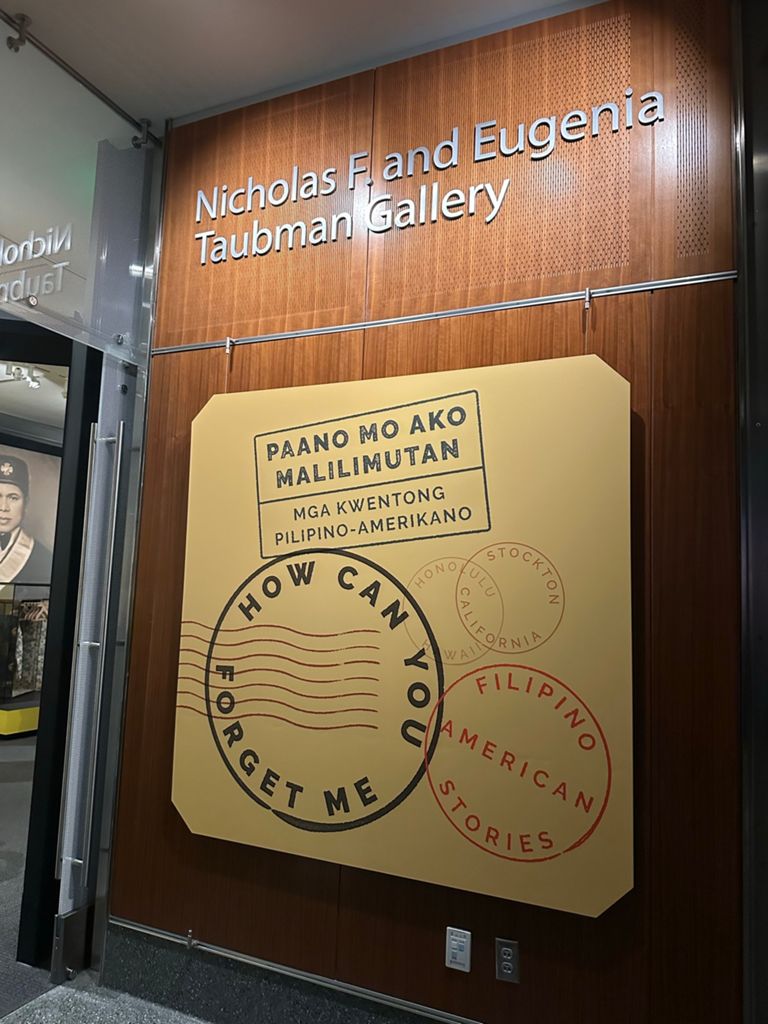 Nicholas F. and Eugenia
Taubman Gallery
PAANO MO AKO
MALILIMUTAN
MGA KWENTONG
PILIPINO-AMERIKANO
HOW CAN YOU
FORGET ME
HONOLULU
HAWAII
STOCKTON
CALIFORNIA
FILIPINO
AMERICAN
STORIES